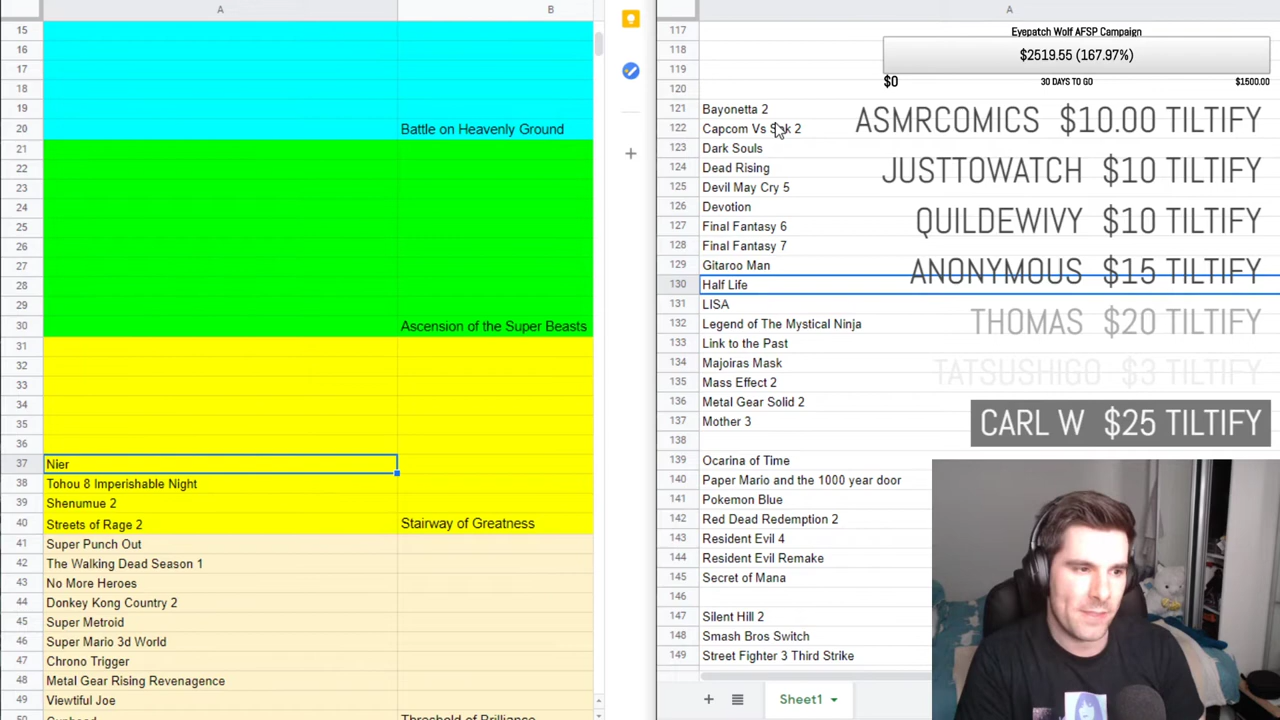 A
B
15
16
17
18
19
20 Battle on Heavenly Ground
21
22
23
24
25
26
27
28
29
30 Ascension of the Super Beasts
31
32
33
34
35
36
37 Nier
38 Tohou 8 Imperishable Night
39 Shenumue 2
40 Streets of Rage 2 Stairway of Greatness
41 Super Punch Out
42 The Walking Dead Season 1
43 No More Heroes
44 Donkey Kong Country 2
45 Super Metroid
46 Super Mario 3d World
47 Chrono Trigger
48 Metal Gear Rising Revenagence
49 Viewtiful Joe
50 Cuphead Threshold of Brilliance
A
117
118
119
120
121 Bayonetta 2
122 Capcom Vs 2
123 Dark Souls
124 Dead Rising
125 Devil May Cry 5
126 Devotion
127 Final Fantasy 6
128 Final Fantasy 7
129 Gitaroo Man
130 Half Life
131 LISA
132 Legend of The Mystical Ninja
133 Link to the Past
134 Majoiras Mask
135 Mass Effect 2
136 Metal Gear Solid 2
137 Mother 3
138
139 Ocarina of Time
140 Paper Mario and the 1000 year door
141 Pokemon Blue
142 Red Dead Redemption 2
143 Resident Evil 4
144 Resident Evil Remake
145 Secret of Mana
146
147 Silent Hill 2
148 Smash Bros Switch
149 Street Fighter 3 Third Strike
Sheet1
Eyepatch Wolf AFSP Campaign
$2519.55 (167.97%)
$0 30 DAYS TO GO $1500.00
ASMRCOMICS $10.00 TILTIFY
JUSTTOWATCH $10 TILTIFY
QUILDEWIVY $10 TILTIFY
ANONYMOUS $15 TILTIFY
THOMAS $20 TILTIFY
TATSUSHIGO $3 TILTIFY
CARL W $25 TILTIFY